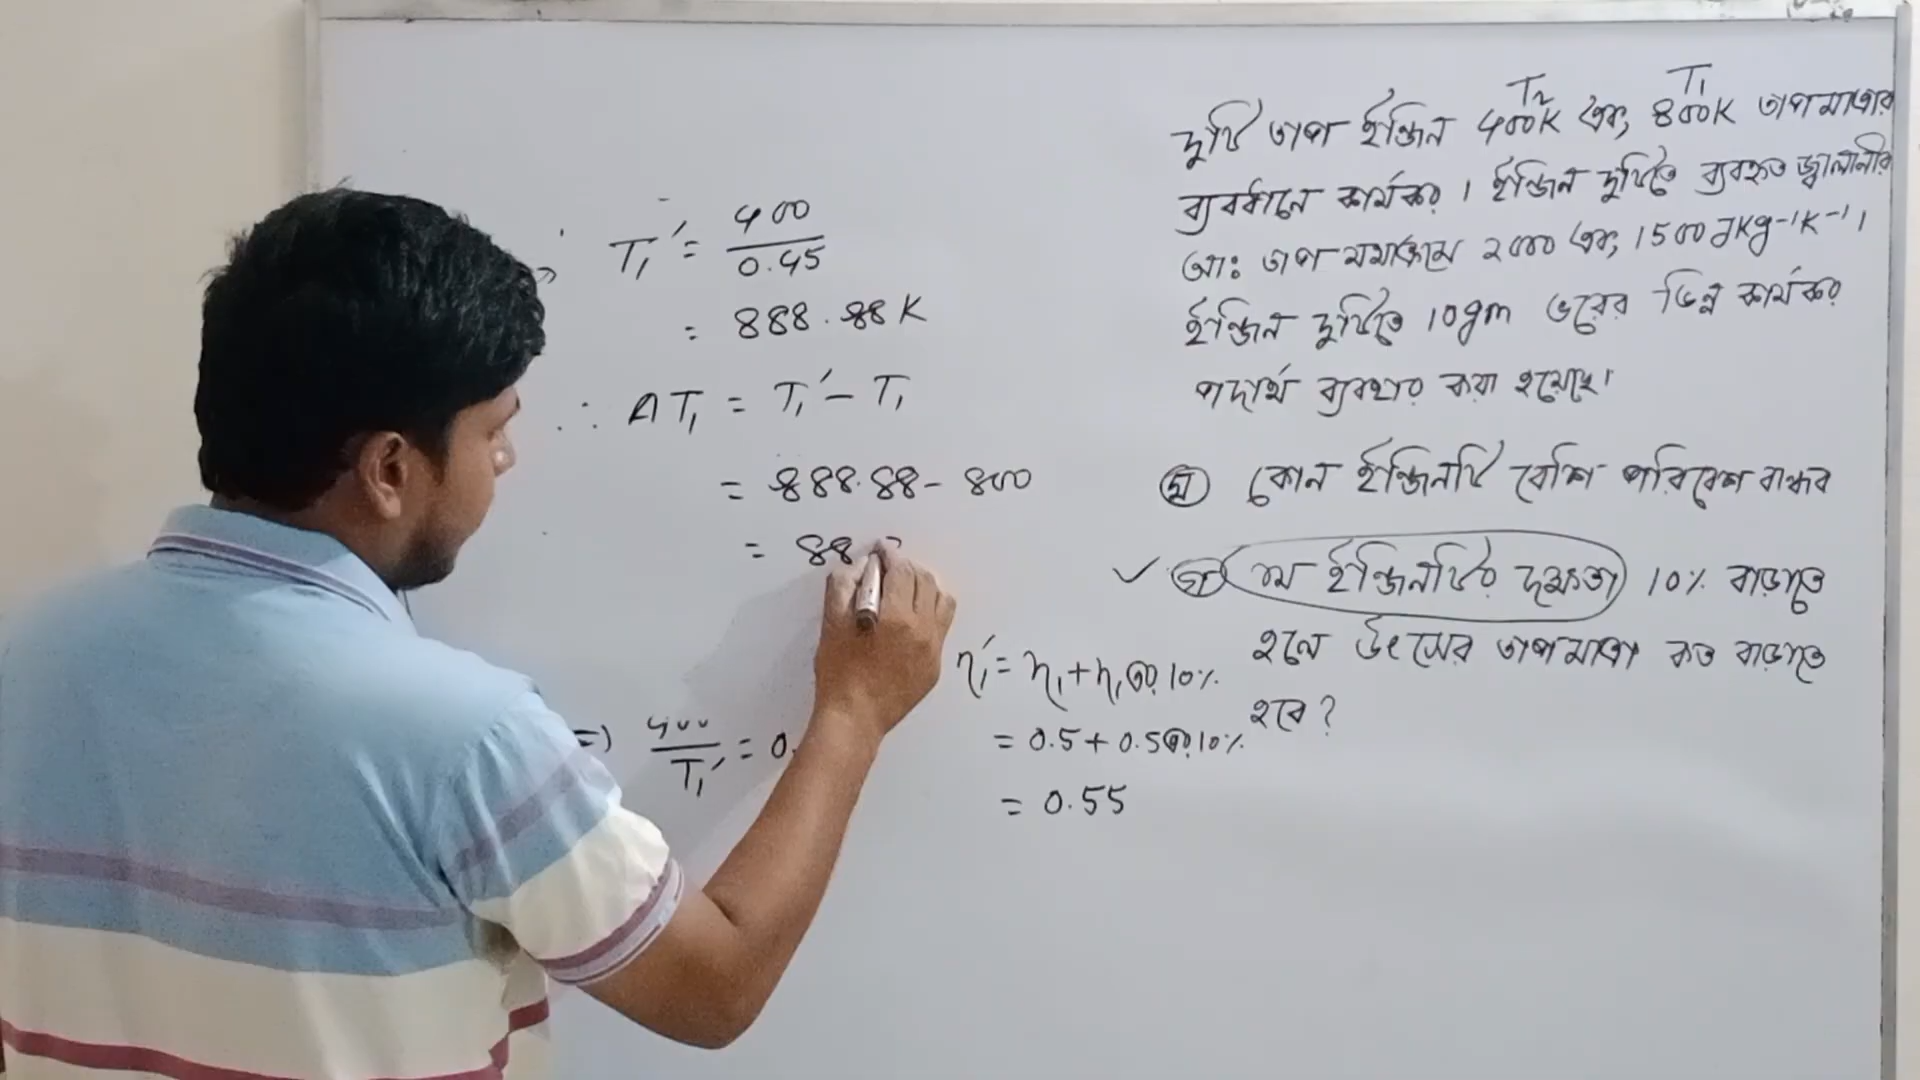 T₁′ = 400/0.45
= 888.88 K
∴ ΔT₁ = T₁′ − T₁
= 888.88 − 800
= 88
=) 400/T₁′ = 0.
η₁′ = η₁ + η₁ এর 10%
= 0.5 + 0.5 এর 10%
= 0.55
T₂ T₁
দুটি তাপ ইঞ্জিন 400K এবং 800K তাপমাত্রার
ব্যবধানে কার্যকর। ইঞ্জিন দুটিতে ব্যবহৃত জ্বালানীর
আঃ তাপ যথাক্রমে 2000 এবং 1500 JKg⁻¹K⁻¹।
ইঞ্জিন দুটিতে 10gm ভরের ভিন্ন কার্যকর
পদার্থ ব্যবহার করা হয়েছে।
ঘ কোন ইঞ্জিনটি বেশি পরিবেশ বান্ধব
✓ গ ১ম ইঞ্জিনটির দক্ষতা 10% বাড়াতে
হলে উৎসের তাপমাত্রা কত বাড়াতে
হবে?